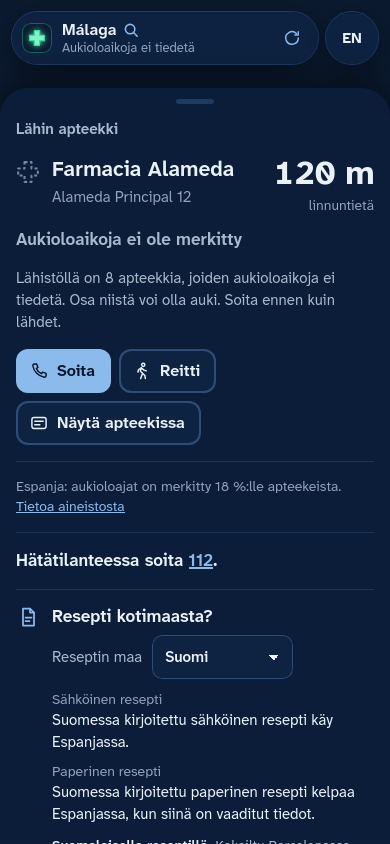 Málaga
Aukioloaikoja ei tiedetä
EN
Lähin apteekki
Farmacia Alameda
120 m
Alameda Principal 12
linnuntietä
Aukioloaikoja ei ole merkitty
Lähistöllä on 8 apteekkia, joiden aukioloaikoja ei
tiedetä. Osa niistä voi olla auki. Soita ennen kuin
lähdet.
Soita
Reitti
Näytä apteekissa
Espanja: aukioloajat on merkitty 18 %:lle apteekeista.
Tietoa aineistosta
Hätätilanteessa soita 112.
Resepti kotimaasta?
Reseptin maa
Suomi
Sähköinen resepti
Suomessa kirjoitettu sähköinen resepti käy
Espanjassa.
Paperinen resepti
Suomessa kirjoitettu paperinen resepti kelpaa
Espanjassa, kun siinä on vaaditut tiedot.